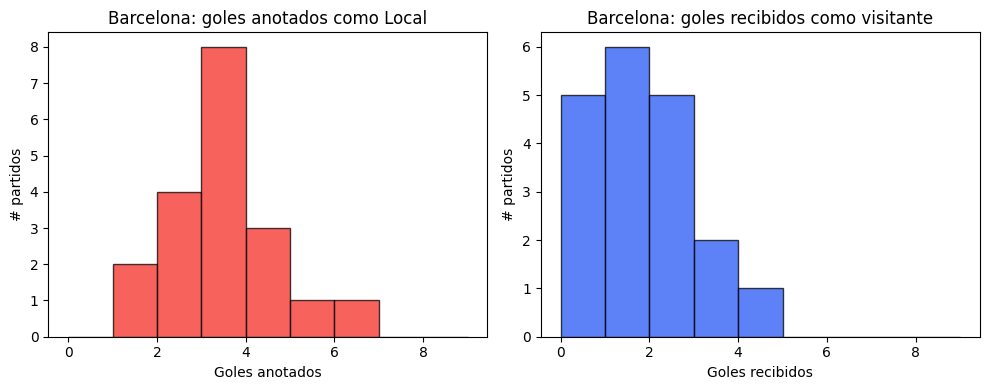 Barcelona: goles anotados como Local
8
7
6
5
4
3
2
1
0
# partidos
0 2 4 6 8
Goles anotados
Barcelona: goles recibidos como visitante
6
5
4
3
2
1
0
# partidos
0 2 4 6 8
Goles recibidos